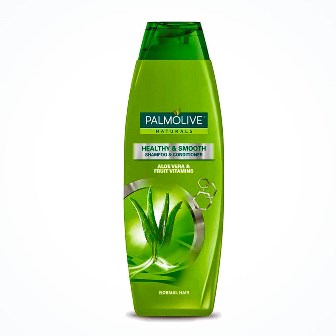 PALMOLIVE
NATURALS
HEALTHY & SMOOTH
SHAMPOO & CONDITIONER
ALOE VERA &
FRUIT VITAMINS
NORMAL HAIR